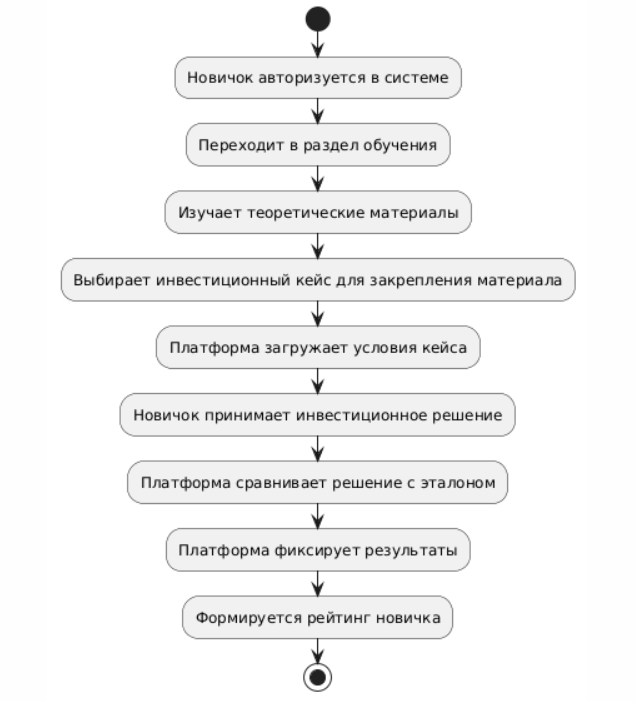 Новичок авторизуется в системе
Переходит в раздел обучения
Изучает теоретические материалы
Выбирает инвестиционный кейс для закрепления материала
Платформа загружает условия кейса
Новичок принимает инвестиционное решение
Платформа сравнивает решение с эталоном
Платформа фиксирует результаты
Формируется рейтинг новичка